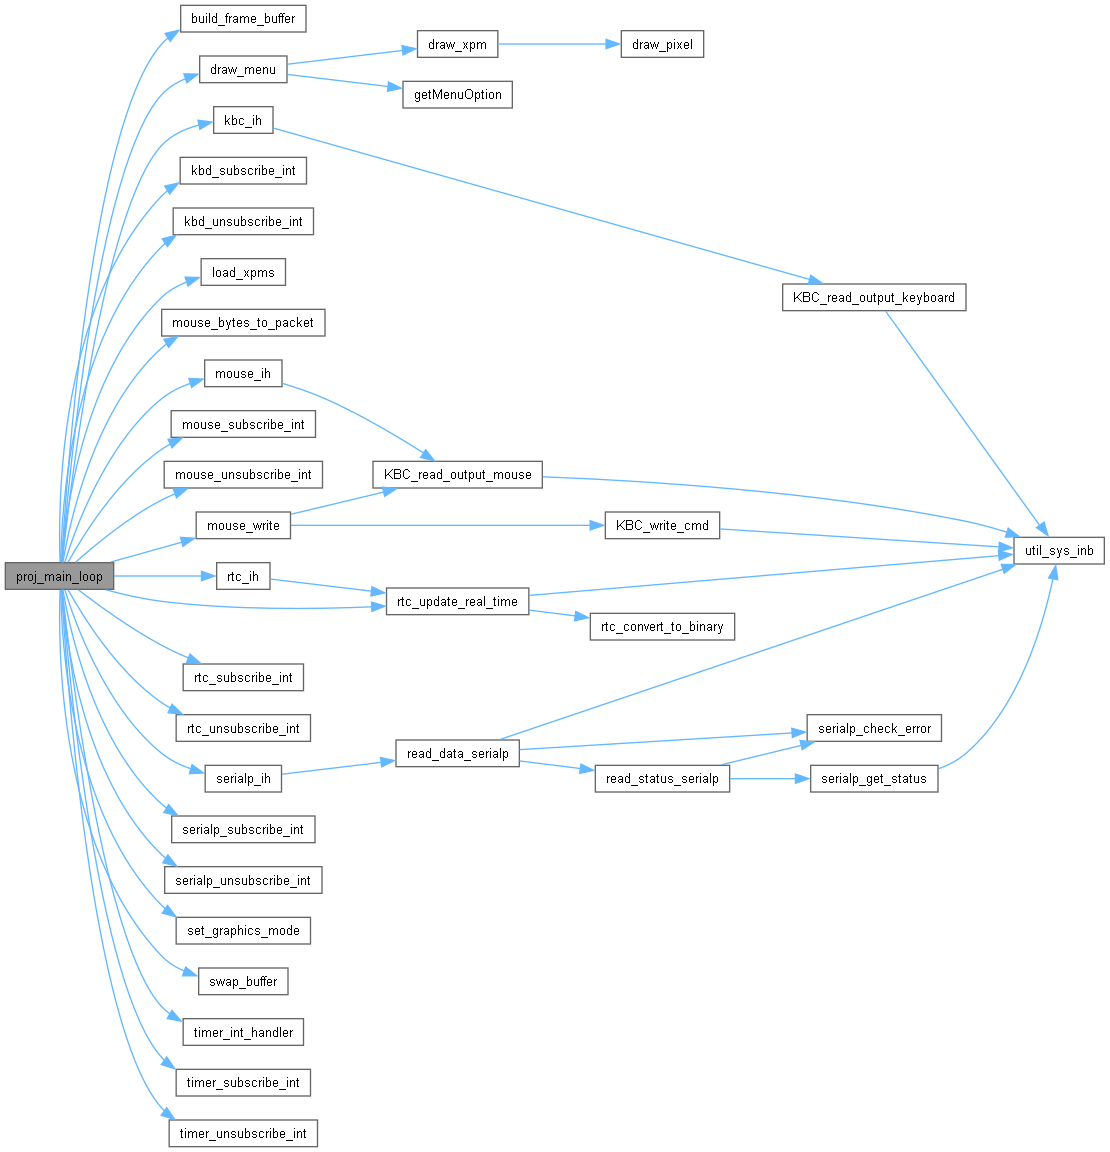 build_frame_buffer
draw_xpm
draw_pixel
draw_menu
getMenuOption
kbc_ih
kbd_subscribe_int
kbd_unsubscribe_int
load_xpms
KBC_read_output_keyboard
mouse_bytes_to_packet
mouse_ih
mouse_subscribe_int
mouse_unsubscribe_int
KBC_read_output_mouse
mouse_write
KBC_write_cmd
util_sys_inb
proj_main_loop
rtc_ih
rtc_update_real_time
rtc_convert_to_binary
rtc_subscribe_int
rtc_unsubscribe_int
serialp_check_error
read_data_serialp
serialp_ih
read_status_serialp
serialp_get_status
serialp_subscribe_int
serialp_unsubscribe_int
set_graphics_mode
swap_buffer
timer_int_handler
timer_subscribe_int
timer_unsubscribe_int